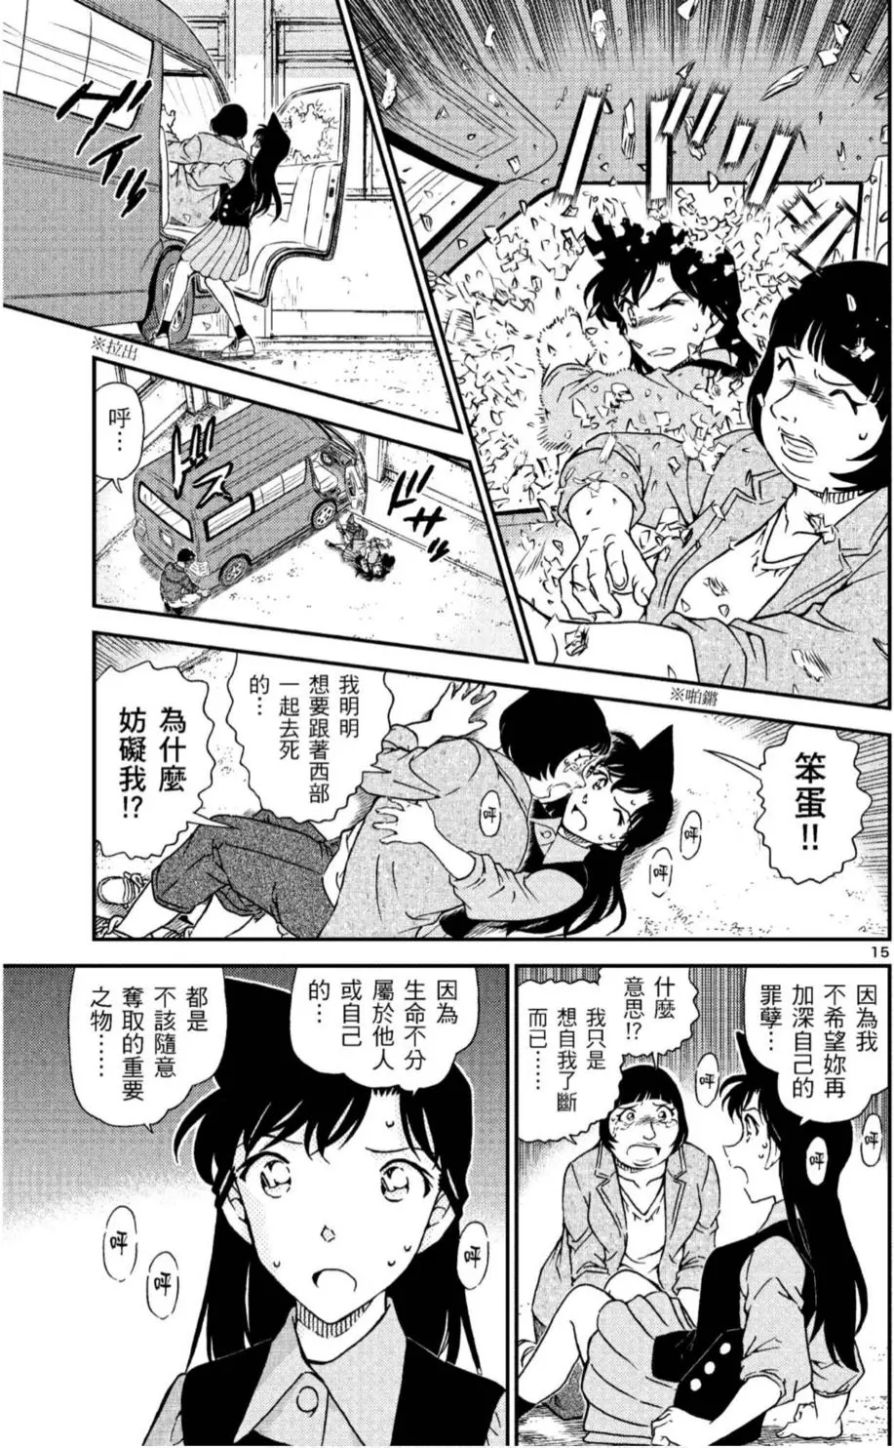 ※啪鏘
※拉出
呼…
笨蛋!!
呼
呼
呼
我明明
想要跟著西部
一起去死
的…
為什麼
妨礙我!?
15
因為我
不希望妳再
加深自己的
罪孽…
呼
呼
呼
什麼
意思!?
我只是
想自我了斷
而已……
因為
生命不分
屬於他人
或自己
的…
都是
不該隨意
奪取的重要
之物……
呼
呼
呼